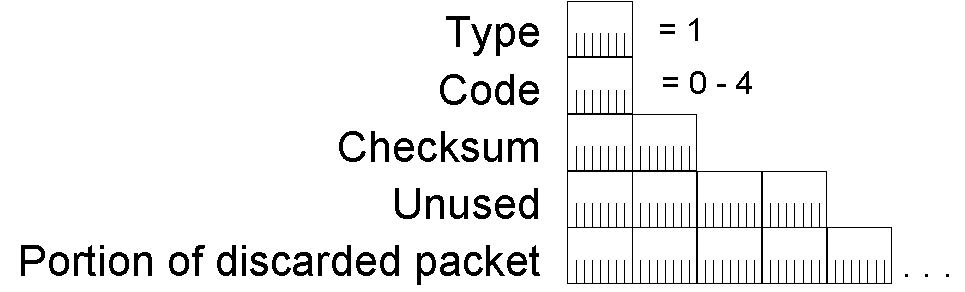 Type = 1
Code = 0 - 4
Checksum
Unused
Portion of discarded packet . . .